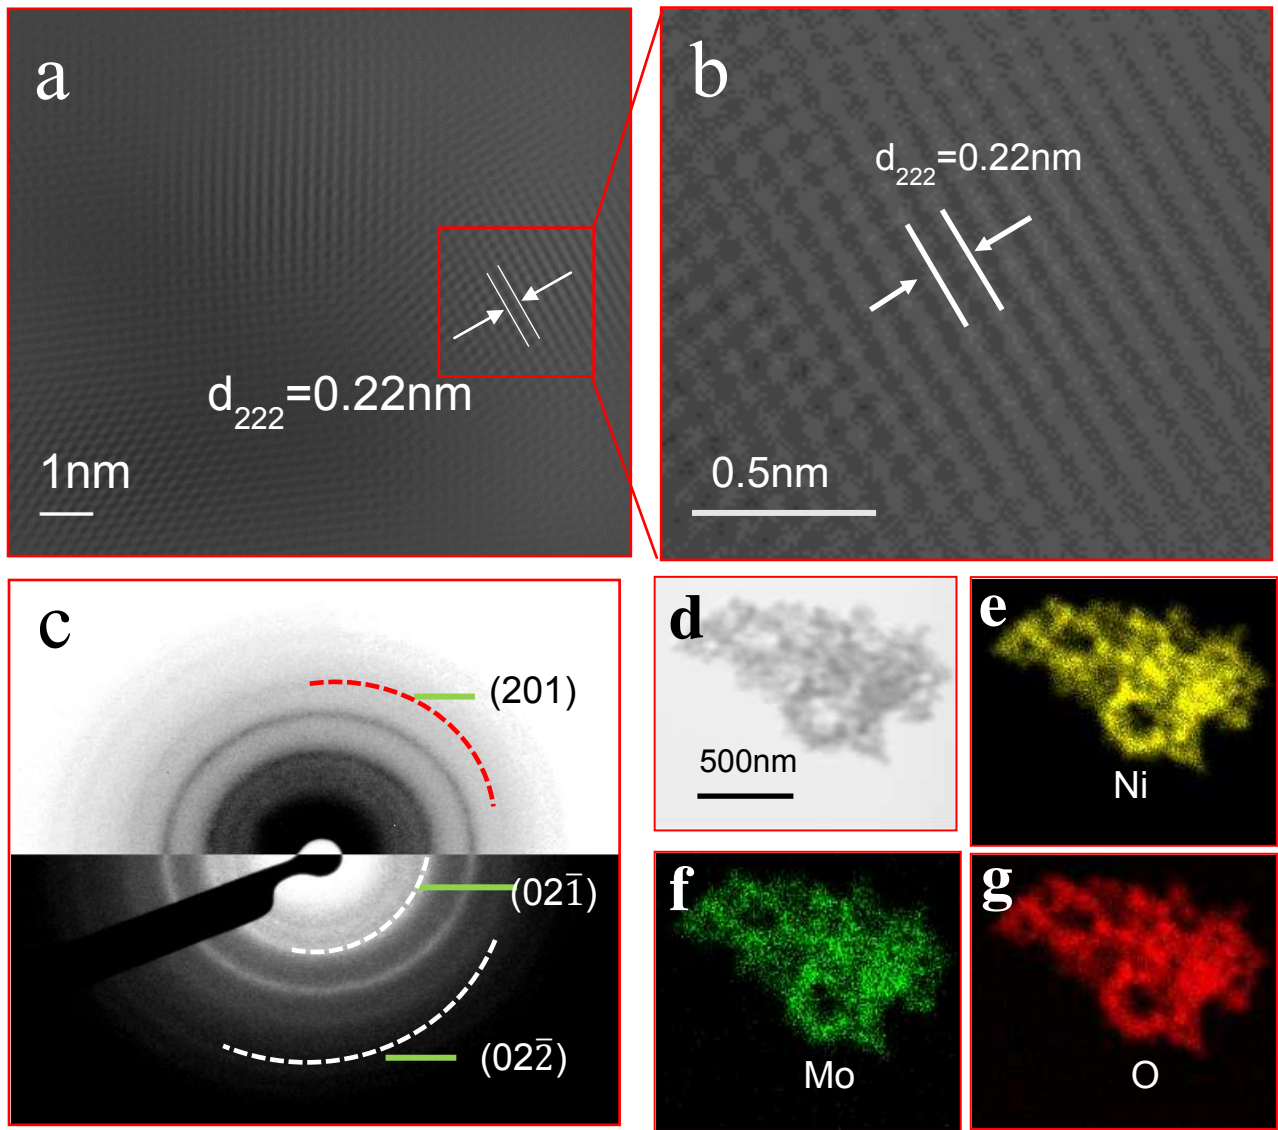 a
d222=0.22nm
1nm
b
d222=0.22nm
0.5nm
c
(201)
(021̅)
(022̅)
d
500nm
e
Ni
f
Mo
g
O